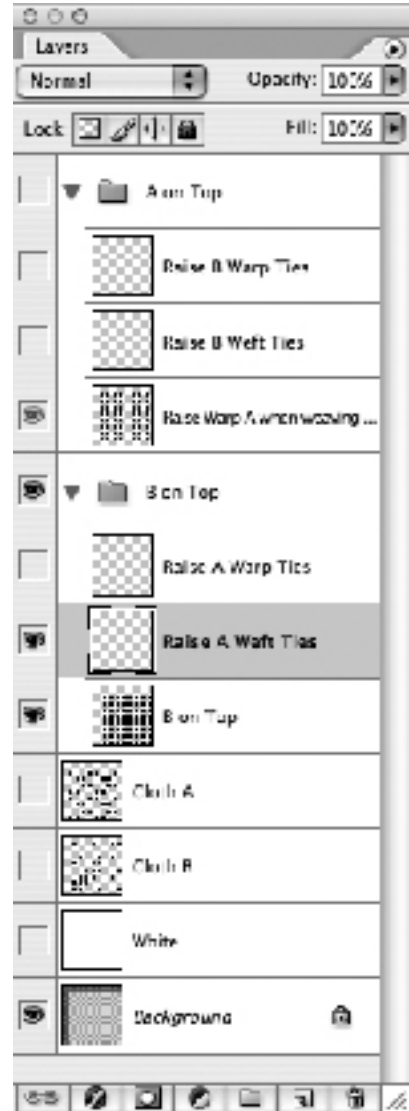 Layers
Normal
Opacity: 100%
Lock
Fill: 100%
A on Top
Raise B Warp Ties
Raise B Weft Ties
Raise Warp A when weaving ...
B on Top
Raise A Warp Ties
Raise A Weft Ties
B on Top
Cloth A
Cloth B
White
Background